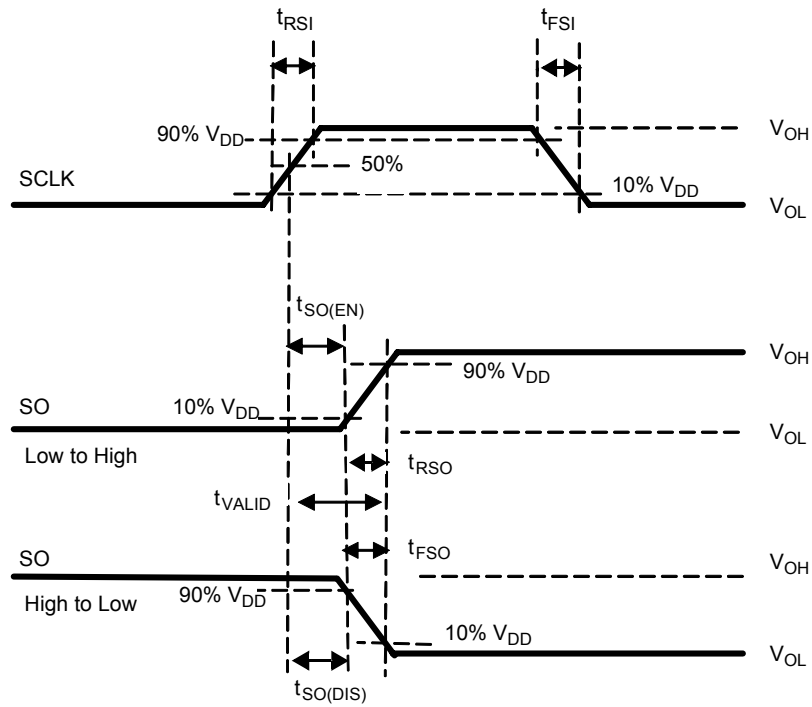 tRSI
tFSI
90% VDD
VOH
50%
SCLK
10% VDD
VOL
tSO(EN)
VOH
90% VDD
10% VDD
SO
VOL
Low to High
tRSO
tVALID
tFSO
SO
VOH
90% VDD
High to Low
10% VDD
VOL
tSO(DIS)